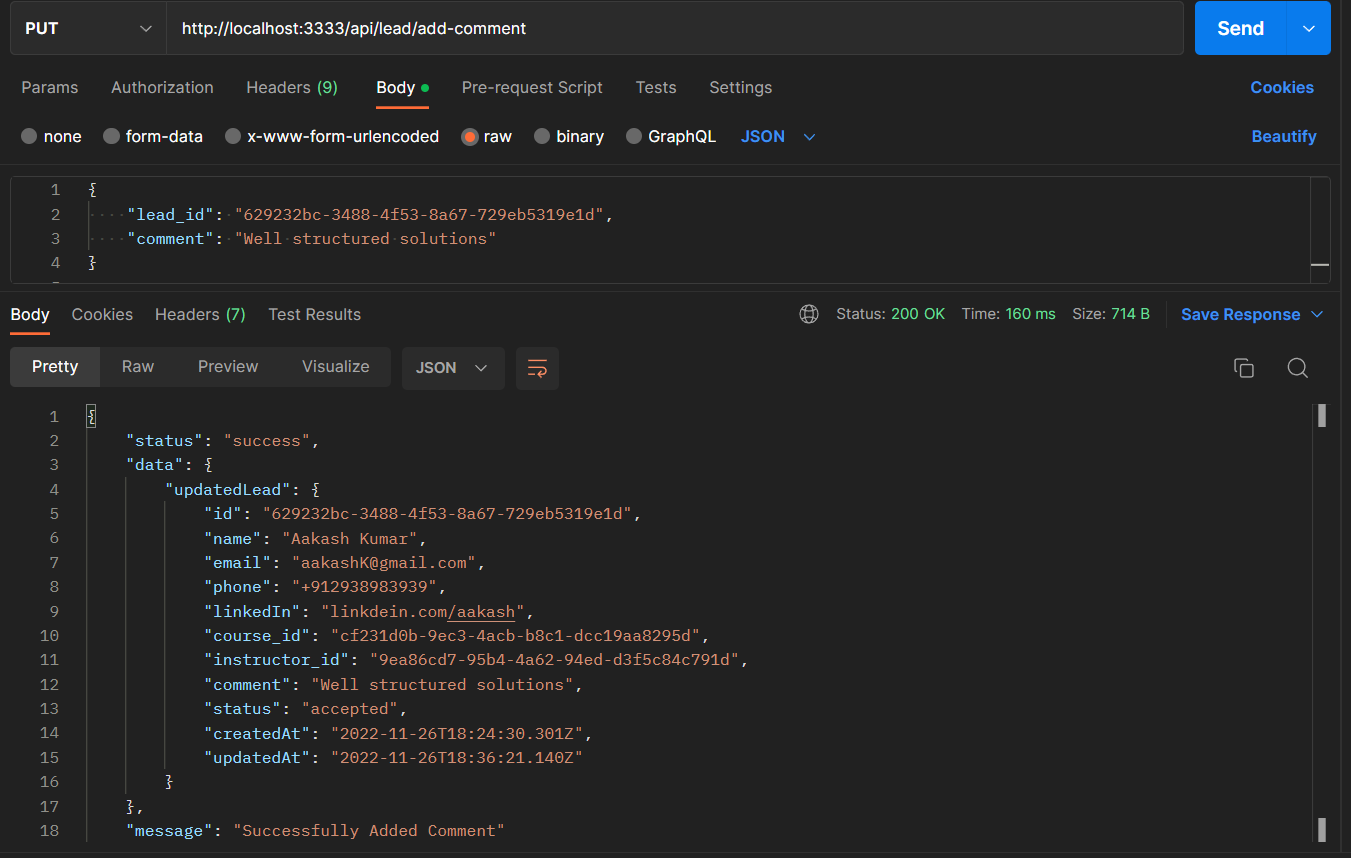 PUT http://localhost:3333/api/lead/add-comment Send
Params Authorization Headers (9) Body Pre-request Script Tests Settings Cookies
none form-data x-www-form-urlencoded raw binary GraphQL JSON Beautify
1 {
2 "lead_id": "629232bc-3488-4f53-8a67-729eb5319e1d",
3 "comment": "Well structured solutions"
4 }
Body Cookies Headers (7) Test Results Status: 200 OK Time: 160 ms Size: 714 B Save Response
Pretty Raw Preview Visualize JSON
1 {
2 "status": "success",
3 "data": {
4 "updatedLead": {
5 "id": "629232bc-3488-4f53-8a67-729eb5319e1d",
6 "name": "Aakash Kumar",
7 "email": "aakashK@gmail.com",
8 "phone": "+912938983939",
9 "linkedIn": "linkdein.com/aakash",
10 "course_id": "cf231d0b-9ec3-4acb-b8c1-dcc19aa8295d",
11 "instructor_id": "9ea86cd7-95b4-4a62-94ed-d3f5c84c791d",
12 "comment": "Well structured solutions",
13 "status": "accepted",
14 "createdAt": "2022-11-26T18:24:30.301Z",
15 "updatedAt": "2022-11-26T18:36:21.140Z"
16 }
17 },
18 "message": "Successfully Added Comment"